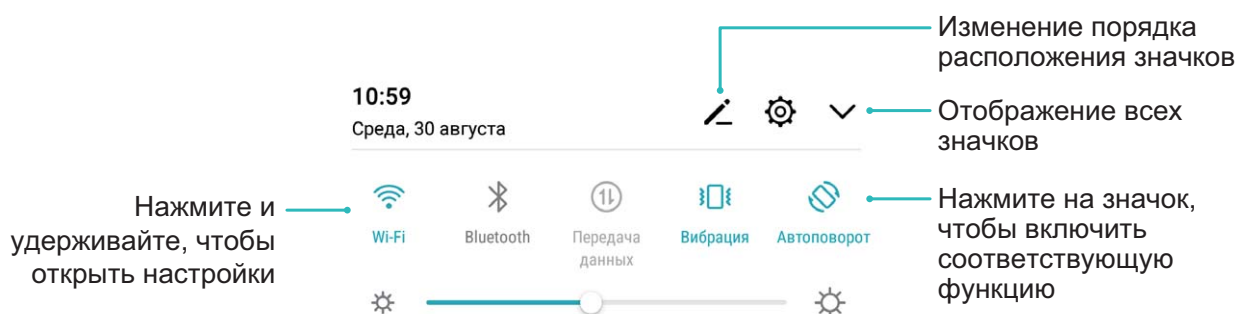 Изменение порядка
расположения значков
10:59
Среда, 30 августа
Отображение всех
значков
Нажмите и
удерживайте, чтобы
открыть настройки
Wi-Fi
Bluetooth
Передача
данных
Вибрация
Автоповорот
Нажмите на значок,
чтобы включить
соответствующую
функцию